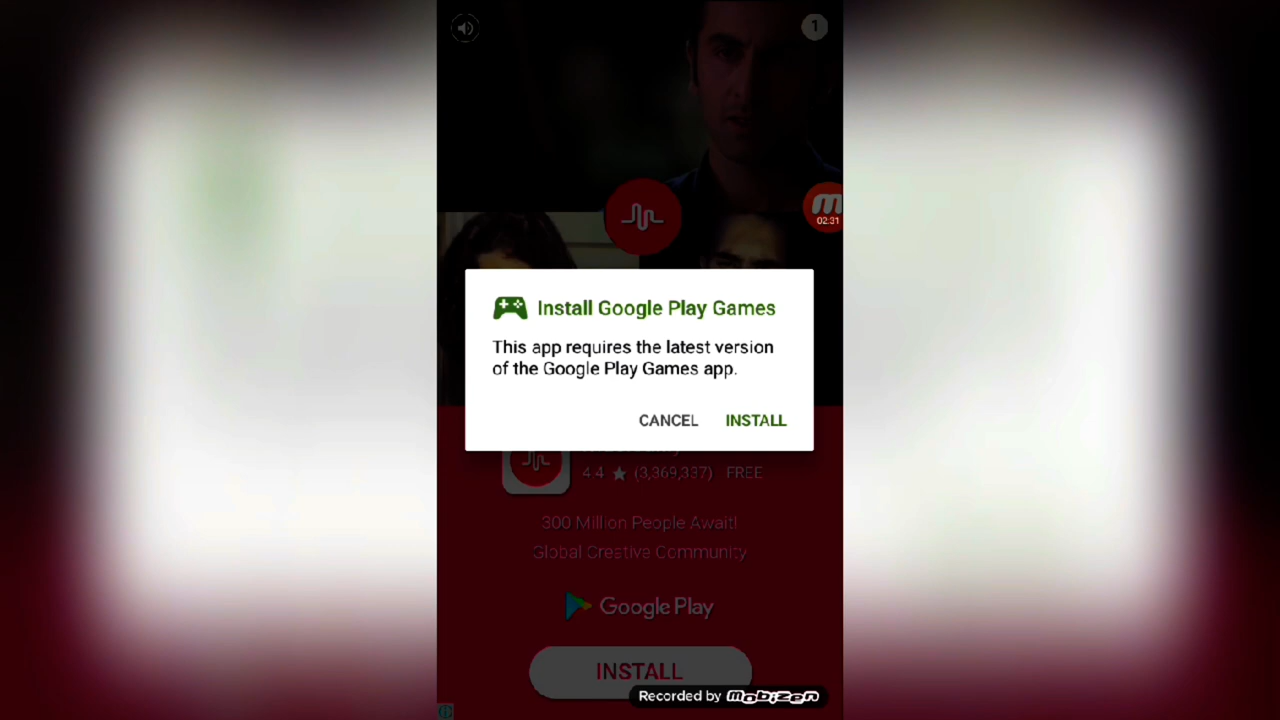 1
02:31
Install Google Play Games
This app requires the latest version
of the Google Play Games app.
CANCEL INSTALL
4.4 ★ (3,369,337) FREE
300 Million People Await!
Global Creative Community
Google Play
INSTALL
Recorded by mobizen